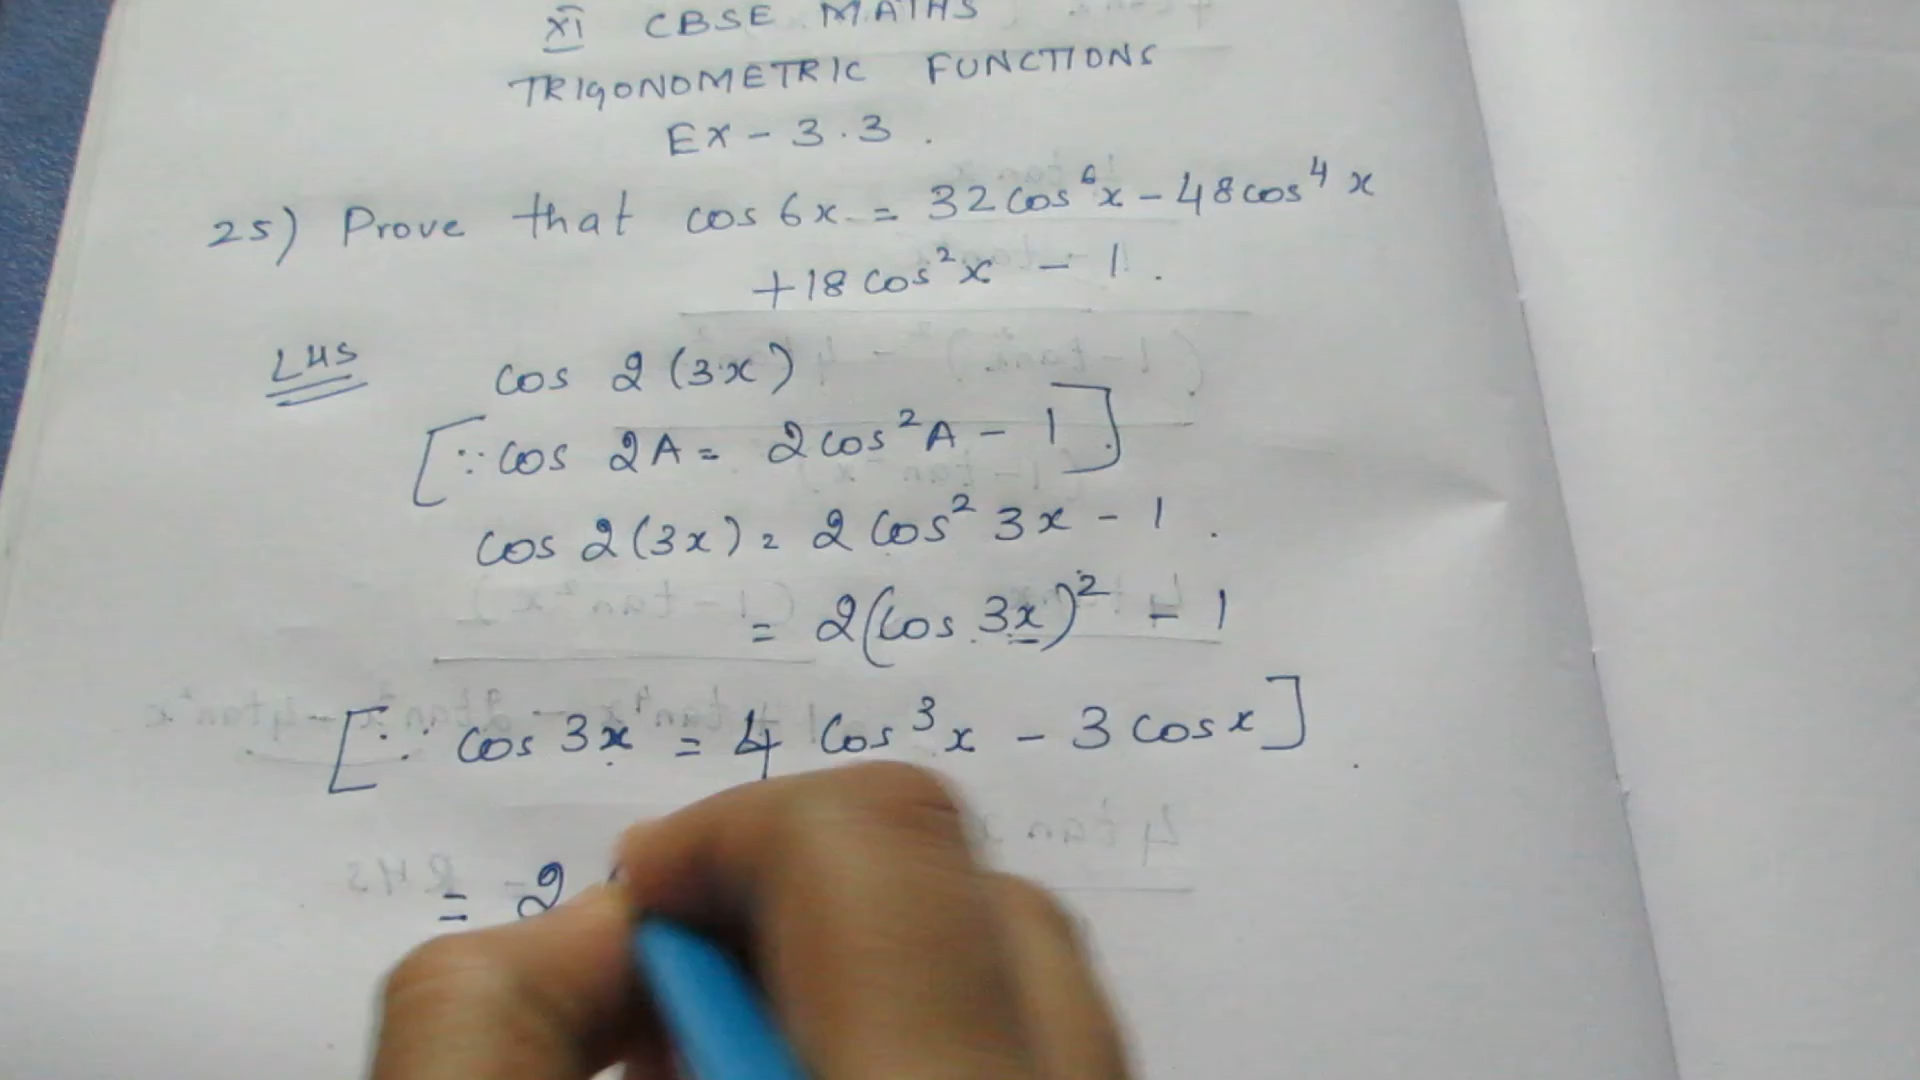 XI CBSE MATHS
TRIGONOMETRIC FUNCTIONS
EX - 3.3.
25) Prove that cos 6x = 32 cos⁶x - 48 cos⁴ x
+ 18 cos²x - 1.
LHS cos 2 (3x)
[∵ cos 2A = 2 cos²A - 1]
cos 2(3x) = 2 cos² 3x - 1.
= 2(cos 3x)² - 1
[∵ cos 3x = 4 cos³x - 3 cosx].
= 2